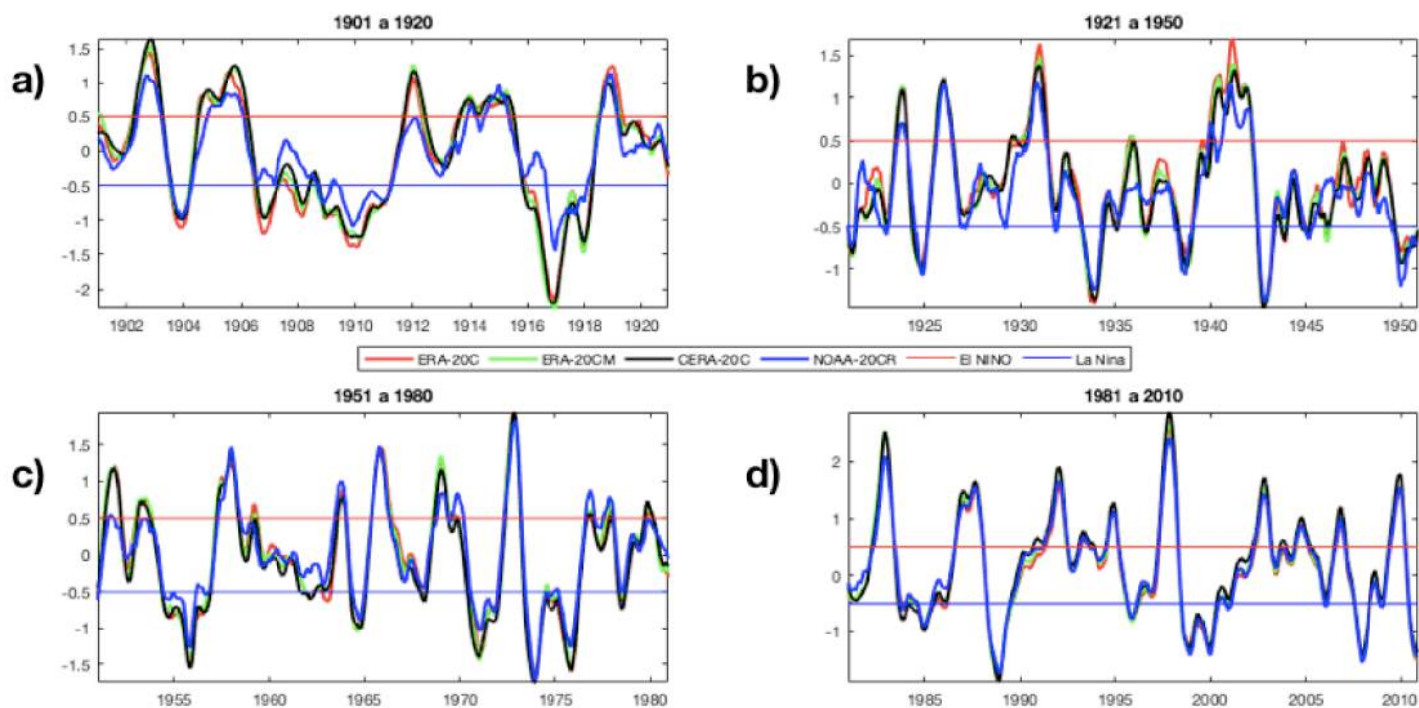 1901 a 1920
a)
1.5
1
0.5
0
-0.5
-1
-1.5
-2
1902 1904 1906 1908 1910 1912 1914 1916 1918 1920
1921 a 1950
b)
1.5
1
0.5
0
-0.5
-1
1925 1930 1935 1940 1945 1950
ERA-20C ERA-20CM CERA-20C NOAA-20CR El NINO La Nina
1951 a 1980
c)
1.5
1
0.5
0
-0.5
-1
-1.5
1955 1960 1965 1970 1975 1980
1981 a 2010
d)
2
1
0
-1
1985 1990 1995 2000 2005 2010